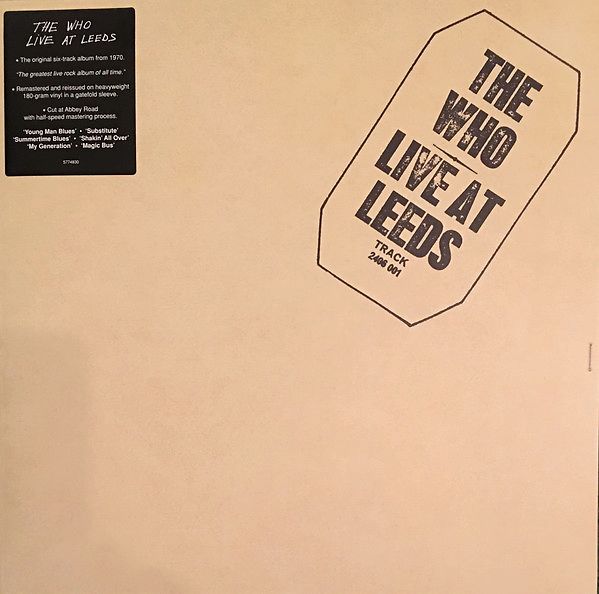 THE WHO
LIVE AT LEEDS
• The original six-track album from 1970.
"The greatest live rock album of all time."
• Remastered and reissued on heavyweight
180-gram vinyl in a gatefold sleeve.
• Cut at Abbey Road
with half-speed mastering process.
'Young Man Blues' • 'Substitute'
'Summertime Blues' • 'Shakin' All Over'
'My Generation' • 'Magic Bus'
5774930
THE
WHO
LIVE AT
LEEDS
TRACK
2406 001